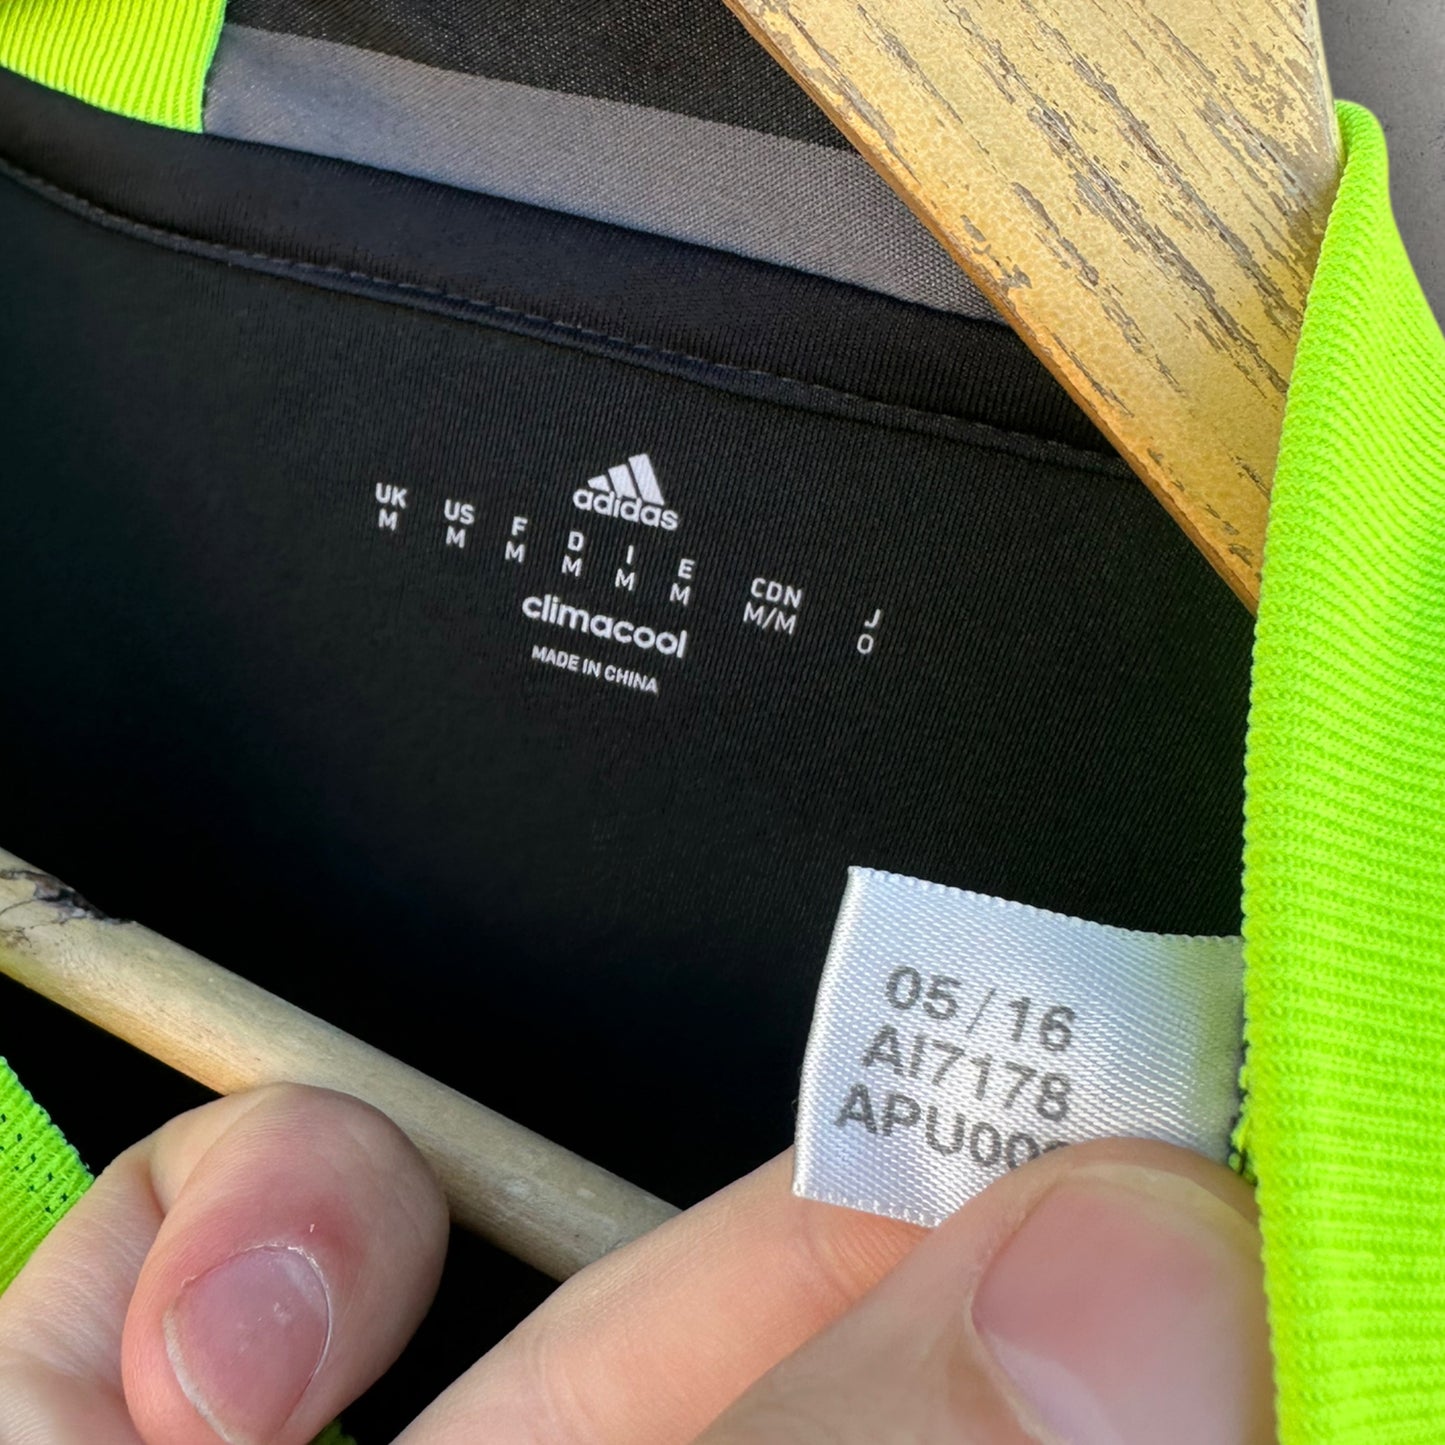 adidas
UK US F D I E CDN J
M M M M M M M/M O
climacool
MADE IN CHINA
05/16
AI7178